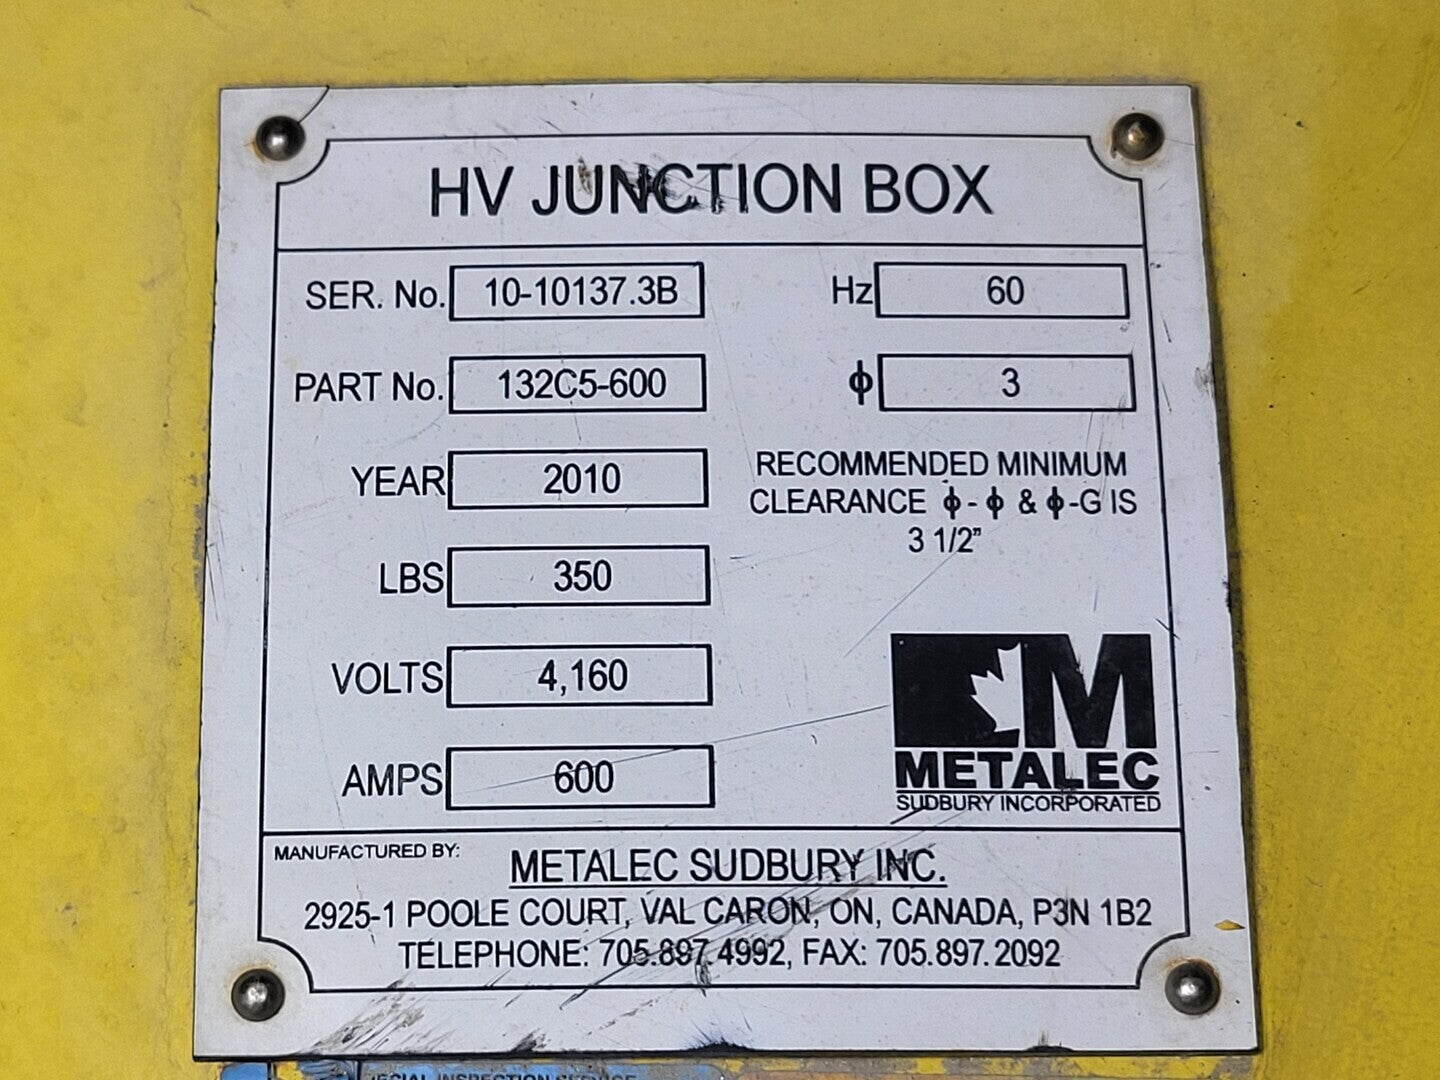 HV JUNCTION BOX
SER. No. 10-10137.3B
Hz 60
PART No. 132C5-600
ϕ 3
YEAR 2010
RECOMMENDED MINIMUM
CLEARANCE ϕ-ϕ & ϕ-G IS
3 1/2”
LBS 350
VOLTS 4,160
AMPS 600
M
METALEC
SUDBURY INCORPORATED
MANUFACTURED BY: METALEC SUDBURY INC.
2925-1 POOLE COURT, VAL CARON, ON, CANADA, P3N 1B2
TELEPHONE: 705.897.4992, FAX: 705.897.2092
INSPECTION